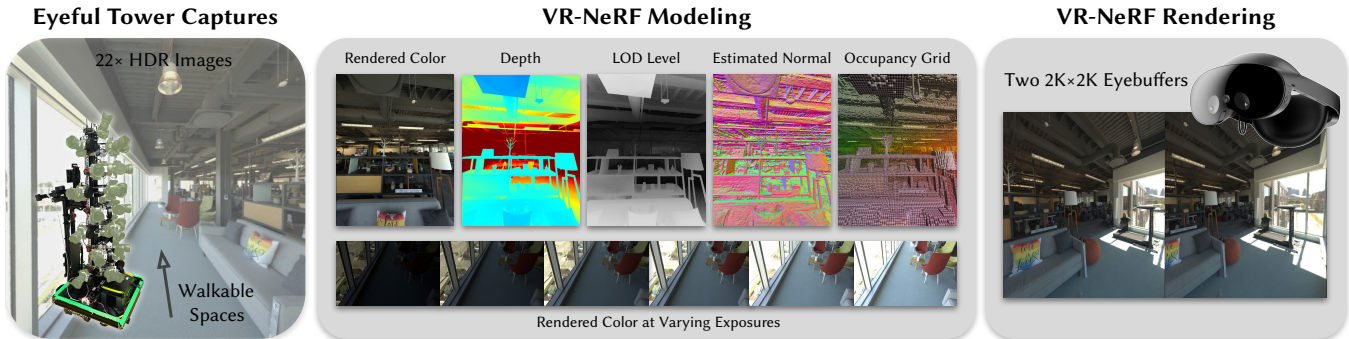 Eyeful Tower Captures
22× HDR Images
Walkable
Spaces
VR-NeRF Modeling
Rendered Color
Depth
LOD Level
Estimated Normal
Occupancy Grid
Rendered Color at Varying Exposures
VR-NeRF Rendering
Two 2K×2K Eyebuffers